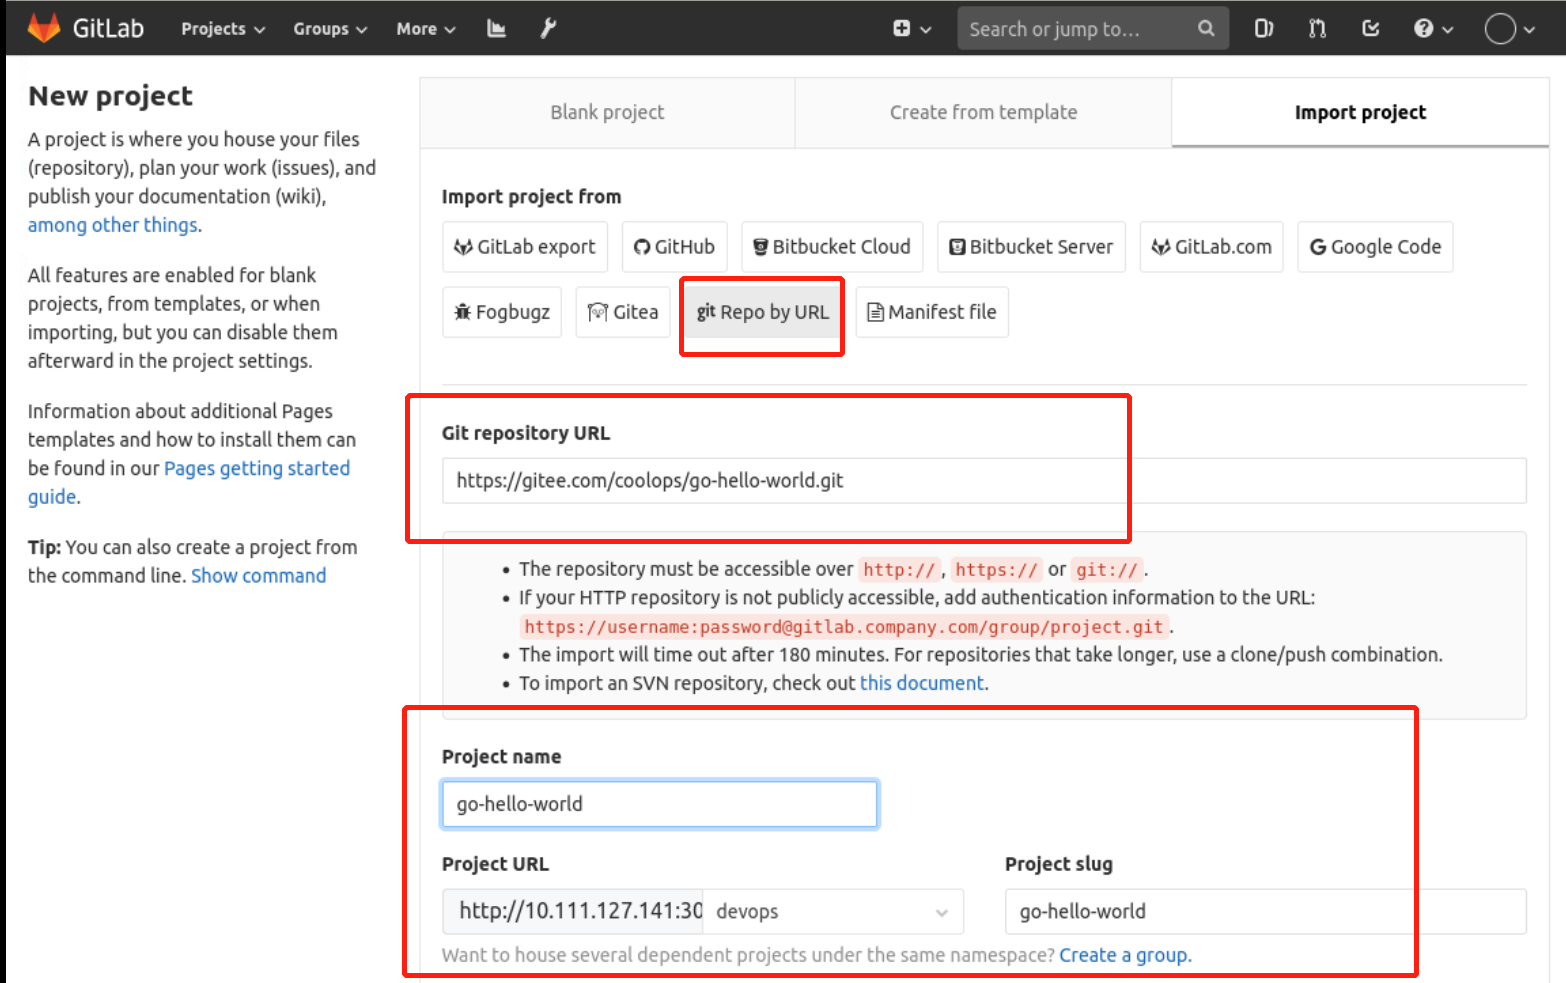 GitLab Projects Groups More Search or jump to...
New project
A project is where you house your files
(repository), plan your work (issues), and
publish your documentation (wiki),
among other things.
All features are enabled for blank
projects, from templates, or when
importing, but you can disable them
afterward in the project settings.
Information about additional Pages
templates and how to install them can
be found in our Pages getting started
guide.
Tip: You can also create a project from
the command line. Show command
Blank project Create from template Import project
Import project from
GitLab export GitHub Bitbucket Cloud Bitbucket Server GitLab.com G Google Code
Fogbugz Gitea git Repo by URL Manifest file
Git repository URL
https://gitee.com/coolops/go-hello-world.git
• The repository must be accessible over http://, https:// or git://.
• If your HTTP repository is not publicly accessible, add authentication information to the URL:
https://username:password@gitlab.company.com/group/project.git.
• The import will time out after 180 minutes. For repositories that take longer, use a clone/push combination.
• To import an SVN repository, check out this document.
Project name
go-hello-world
Project URL Project slug
http://10.111.127.141:30 devops go-hello-world
Want to house several dependent projects under the same namespace? Create a group.